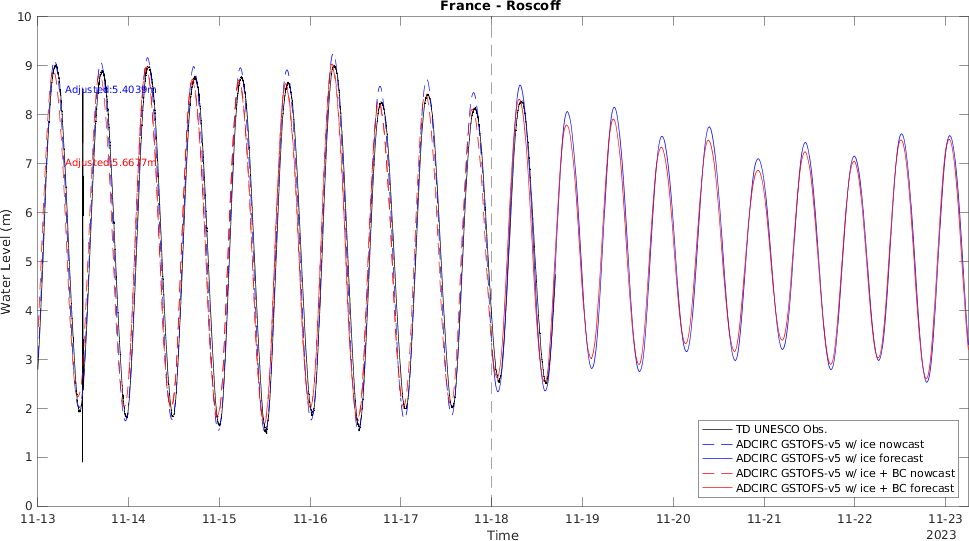 France - Roscoff
10
9
8
7
6
5
4
3
2
1
0
Water Level (m)
Adjusted:5.4039m
Adjusted:5.6677m
TD UNESCO Obs.
ADCIRC GSTOFS-v5 w/ ice nowcast
ADCIRC GSTOFS-v5 w/ ice forecast
ADCIRC GSTOFS-v5 w/ ice + BC nowcast
ADCIRC GSTOFS-v5 w/ ice + BC forecast
11-13 11-14 11-15 11-16 11-17 11-18 11-19 11-20 11-21 11-22 11-23
Time
2023